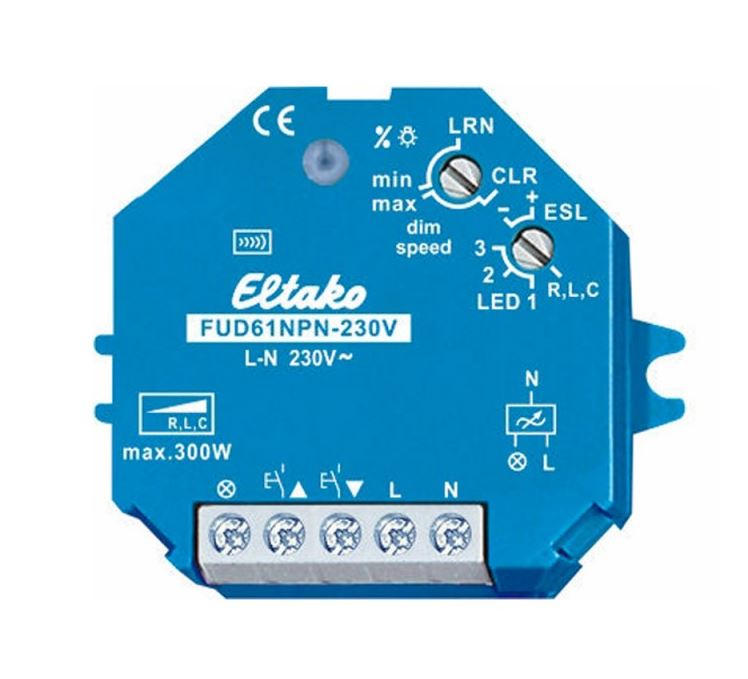 CE
% LRN
min
CLR
max
- +
dim
ESL
speed
3
2
R,L,C
LED 1
Eltako
FUD61NPN-230V
L-N 230V~
N
R,L,C
max.300W
L
L N